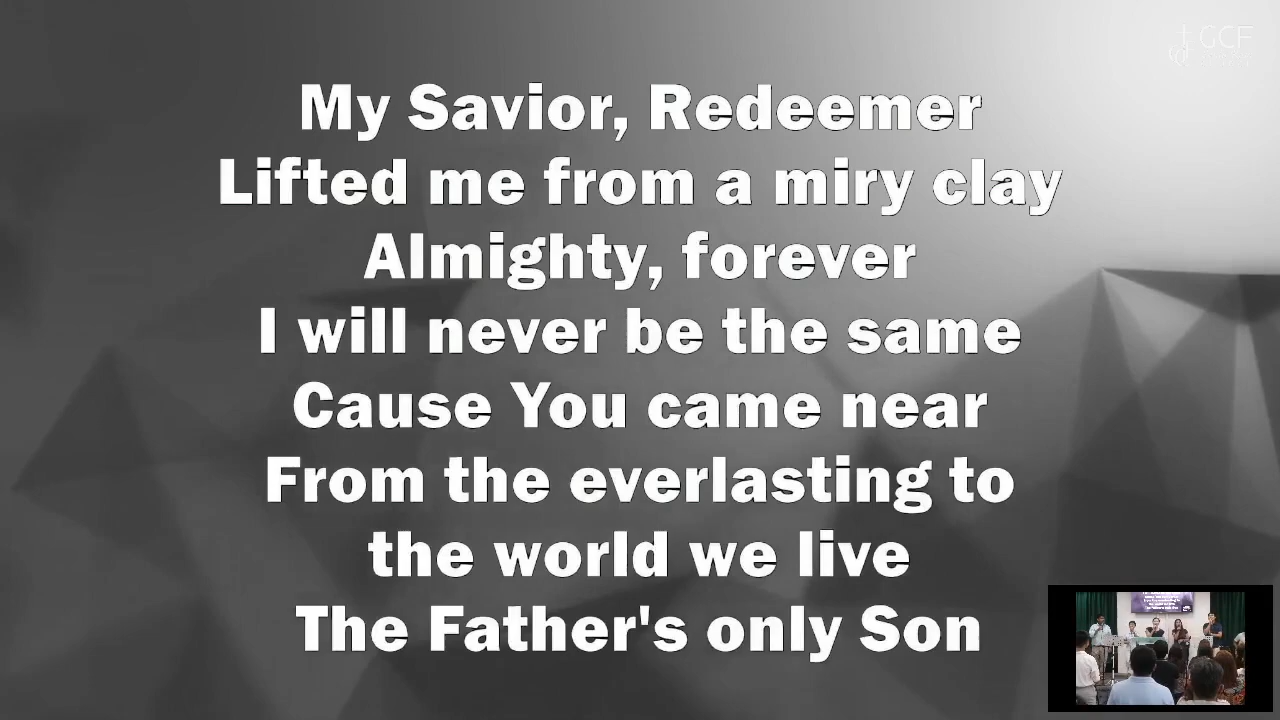 GCF
My Savior, Redeemer
Lifted me from a miry clay
Almighty, forever
I will never be the same
Cause You came near
From the everlasting to
the world we live
The Father's only Son